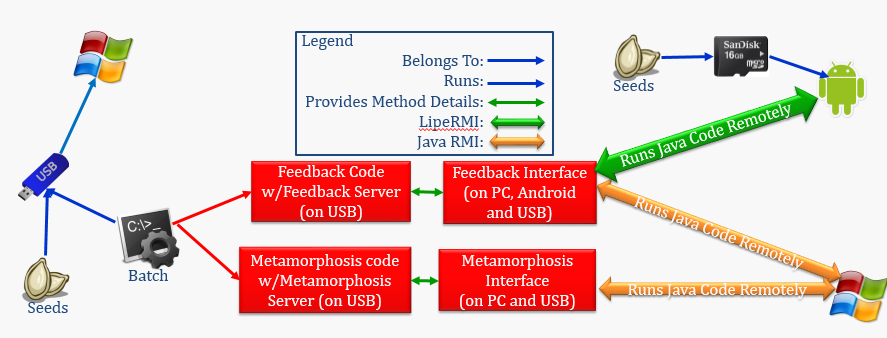 Legend
Belongs To:
Runs:
Provides Method Details:
LipeRMI:
Java RMI:
Seeds
SanDisk
16GB
micro
Runs Java Code Remotely
USB
Seeds
C:\>_
Batch
Feedback Code
w/Feedback Server
(on USB)
Feedback Interface
(on PC, Android
and USB)
Runs Java Code Remotely
Metamorphosis code
w/Metamorphosis
Server (on USB)
Metamorphosis
Interface
(on PC and USB)
Runs Java Code Remotely